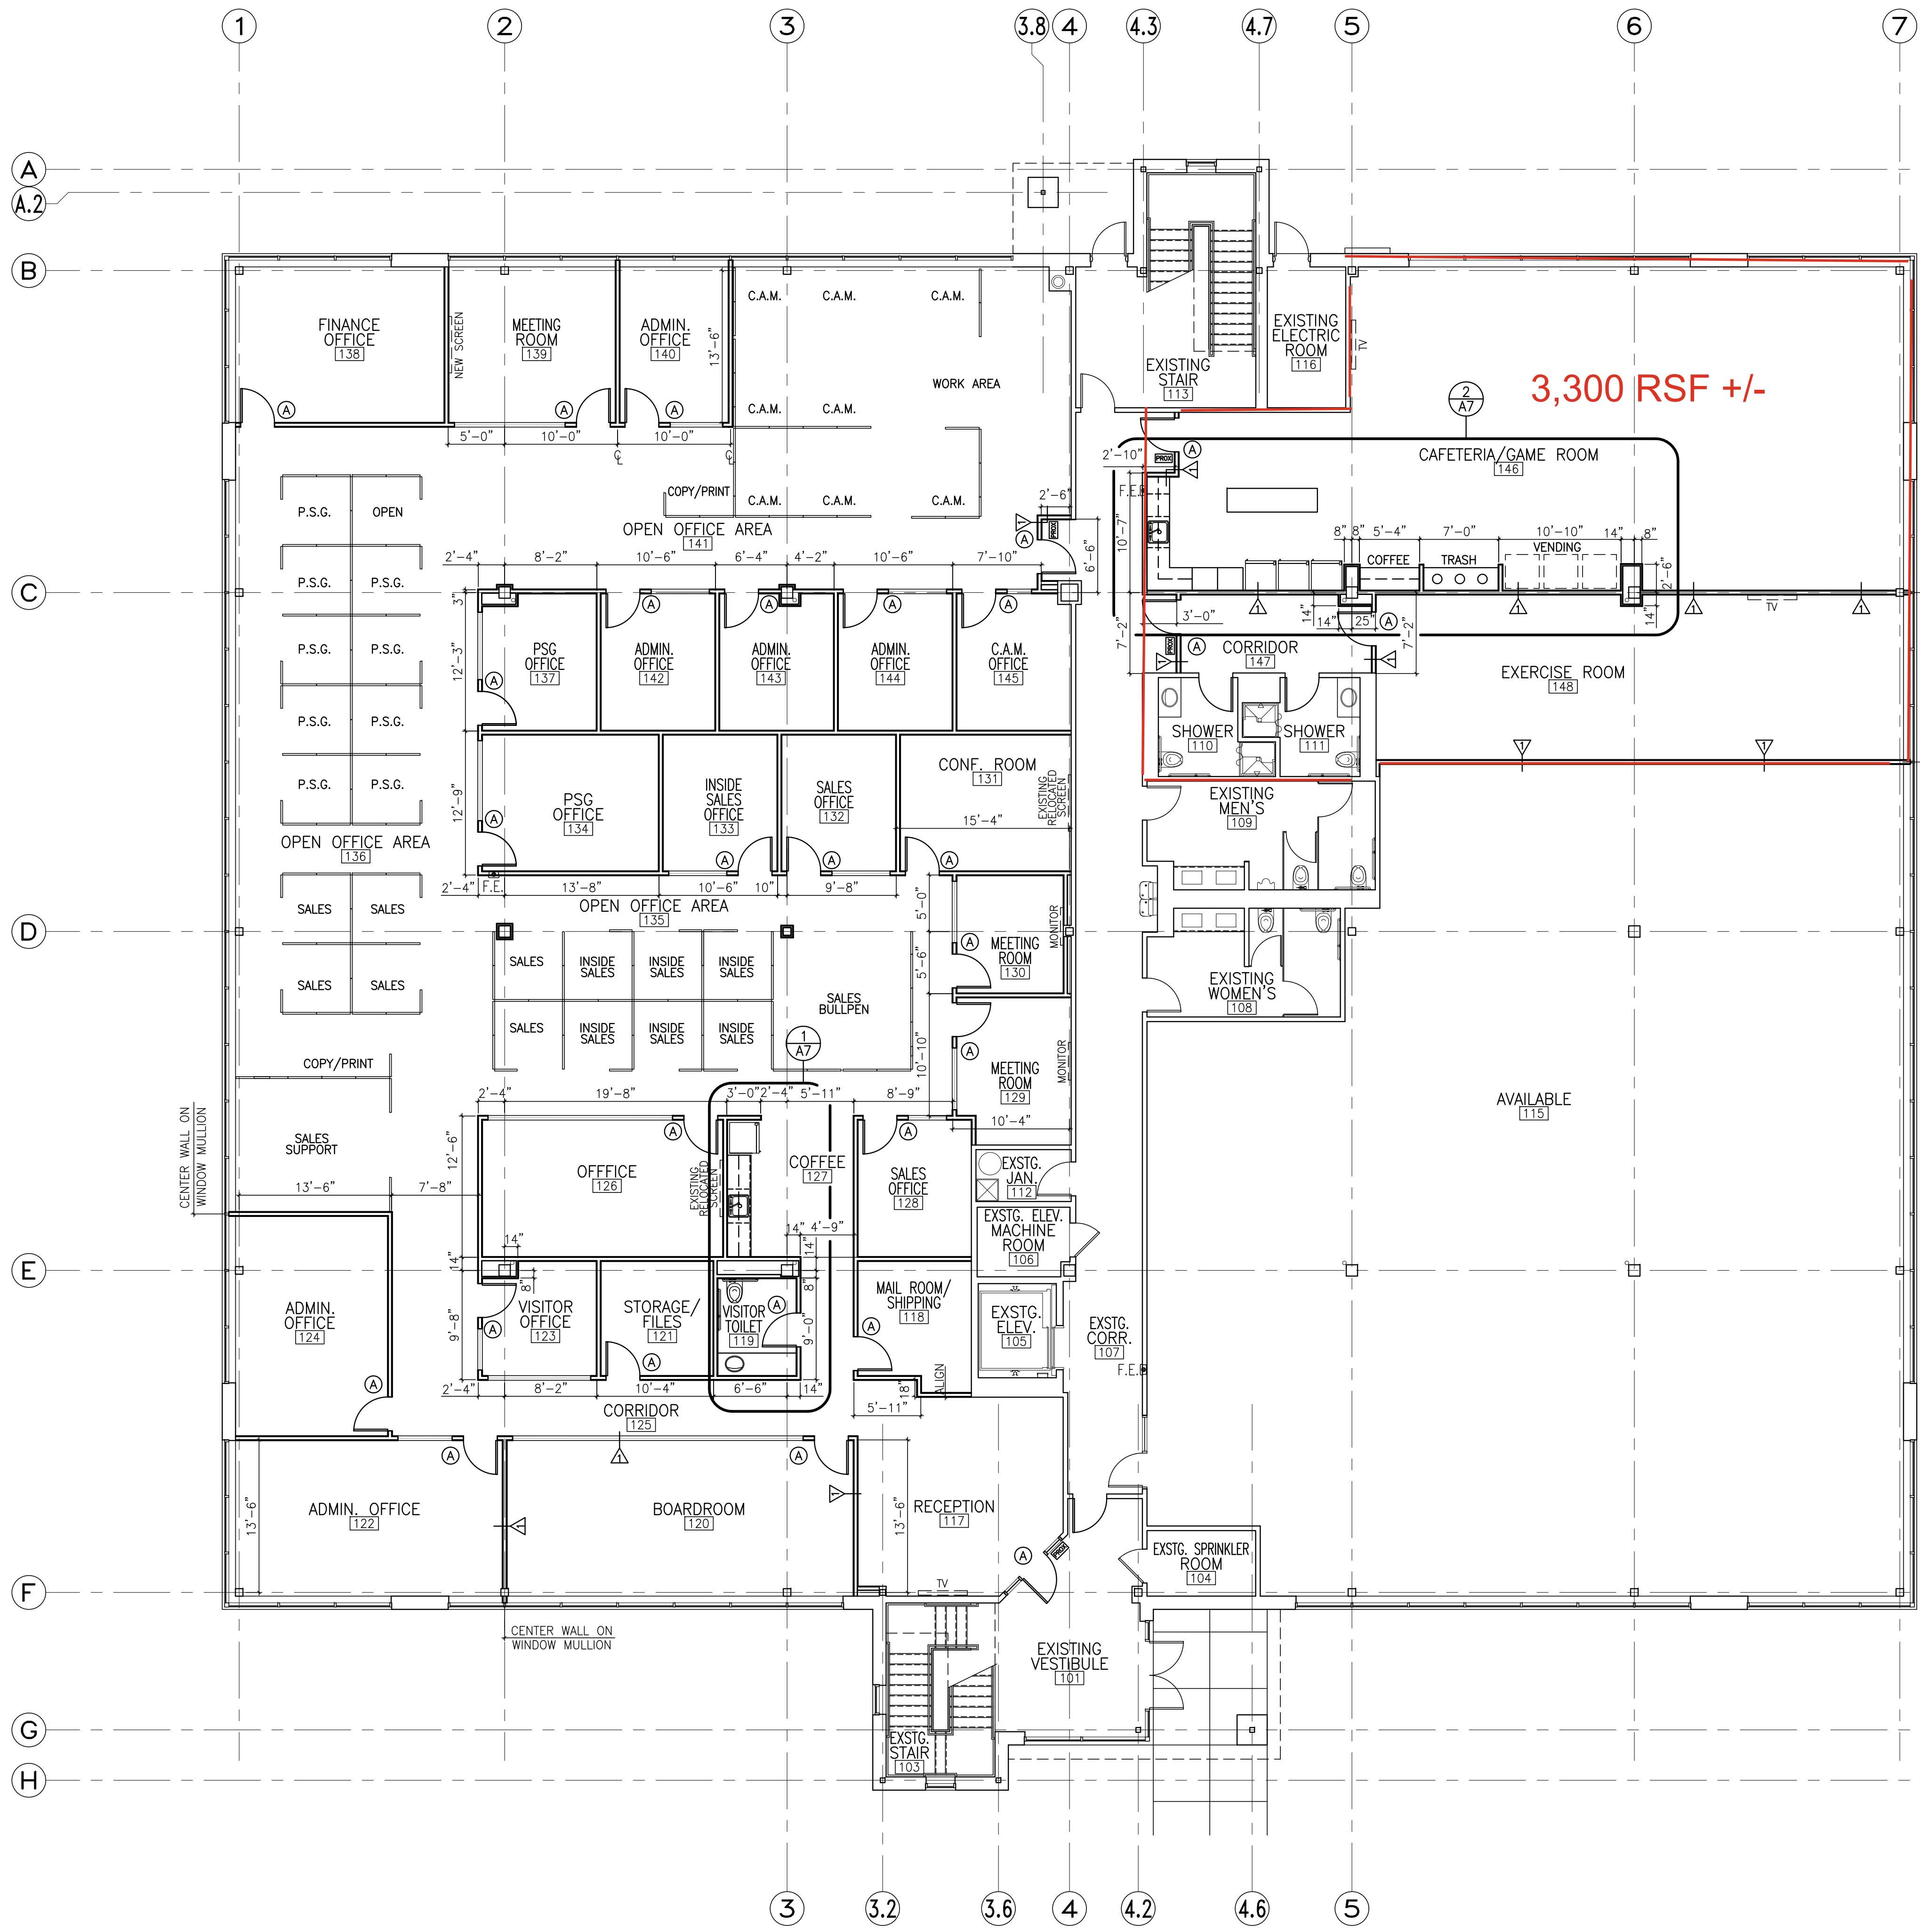 1 2 3 3.8 4 4.3 4.7 5 6 7
A
A.2
B
C.A.M. C.A.M. C.A.M.
FINANCE
OFFICE
138
NEW SCREEN
MEETING
ROOM
139
ADMIN.
OFFICE
140
13'-6"
WORK AREA
EXISTING
STAIR
113
EXISTING
ELECTRIC
ROOM
116
TV
3,300 RSF +/-
2
A7
A A A
C.A.M. C.A.M. C.A.M.
5'-0" 10'-0" 10'-0"
℄ ℄
CAFETERIA/GAME ROOM
146
A
PROX
1
2'-10"
F.E.
10'-7"
COPY/PRINT
C.A.M. C.A.M. C.A.M.
2'-6"
1
PROX
A
6'-6"
P.S.G. OPEN
OPEN OFFICE AREA
141
8" 8" 5'-4" 7'-0" 10'-10" 14" 8"
COFFEE TRASH VENDING
2'-6"
2'-4" 8'-2" 10'-6" 6'-4" 4'-2" 10'-6" 7'-10"
P.S.G. P.S.G.
C
3"
A A A A
1 1 1 1
TV
3'-0"
14"
14" 25"
A
14"
7'-2"
7'-2"
PROX
A
1
CORRIDOR
147
1
EXERCISE ROOM
148
12'-3"
PSG
OFFICE
137
ADMIN.
OFFICE
142
ADMIN.
OFFICE
143
ADMIN.
OFFICE
144
C.A.M.
OFFICE
145
P.S.G. P.S.G.
A
P.S.G. P.S.G.
SHOWER
110
SHOWER
111
1 1
P.S.G. P.S.G.
12'-9"
PSG
OFFICE
134
INSIDE
SALES
OFFICE
133
SALES
OFFICE
132
CONF. ROOM
131
EXISTING
RELOCATED
SCREEN
15'-4"
EXISTING
MEN'S
109
OPEN OFFICE AREA
136
A A A A
2'-4" F.E. 13'-8" 10'-6" 10" 9'-8"
OPEN OFFICE AREA
135
SALES SALES
D
5'-0"
A
MEETING
ROOM
130
MONITOR
5'-6"
SALES INSIDE
SALES INSIDE
SALES INSIDE
SALES
SALES SALES
SALES
BULLPEN
EXISTING
WOMEN'S
108
SALES INSIDE
SALES INSIDE
SALES INSIDE
SALES
1
A7
A
10'-10"
MEETING
ROOM
129
MONITOR
10'-4"
COPY/PRINT
AVAILABLE
115
2'-4" 19'-8" 3'-0" 2'-4" 5'-11" 8'-9"
CENTER WALL ON
WINDOW MULLION
SALES
SUPPORT
12'-6"
A
A
OFFFICE
126
EXISTING
RELOCATED
SCREEN
COFFEE
127
SALES
OFFICE
128
EXSTG.
JAN.
112
13'-6" 7'-8"
EXSTG. ELEV.
MACHINE
ROOM
106
14" 4'-9"
14"
14"
14"
E
8"
8"
ADMIN.
OFFICE
124
9'-8"
A
VISITOR
OFFICE
123
STORAGE/
FILES
121
A
VISITOR
TOILET
119
A
9'-0"
MAIL ROOM/
SHIPPING
118
A
EXSTG.
ELEV.
105
EXSTG.
CORR.
107
F.E.
A
2'-4" 8'-2" 10'-4" 6'-6" 14"
18"
ALIGN
5'-11"
CORRIDOR
125
A
1
A
13'-6"
ADMIN. OFFICE
122
1
BOARDROOM
120
1
13'-6"
RECEPTION
117
A
PROX
EXSTG. SPRINKLER
ROOM
104
TV
F
CENTER WALL ON
WINDOW MULLION
EXISTING
VESTIBULE
101
G
EXSTG.
STAIR
103
H
3 3.2 3.6 4 4.2 4.6 5